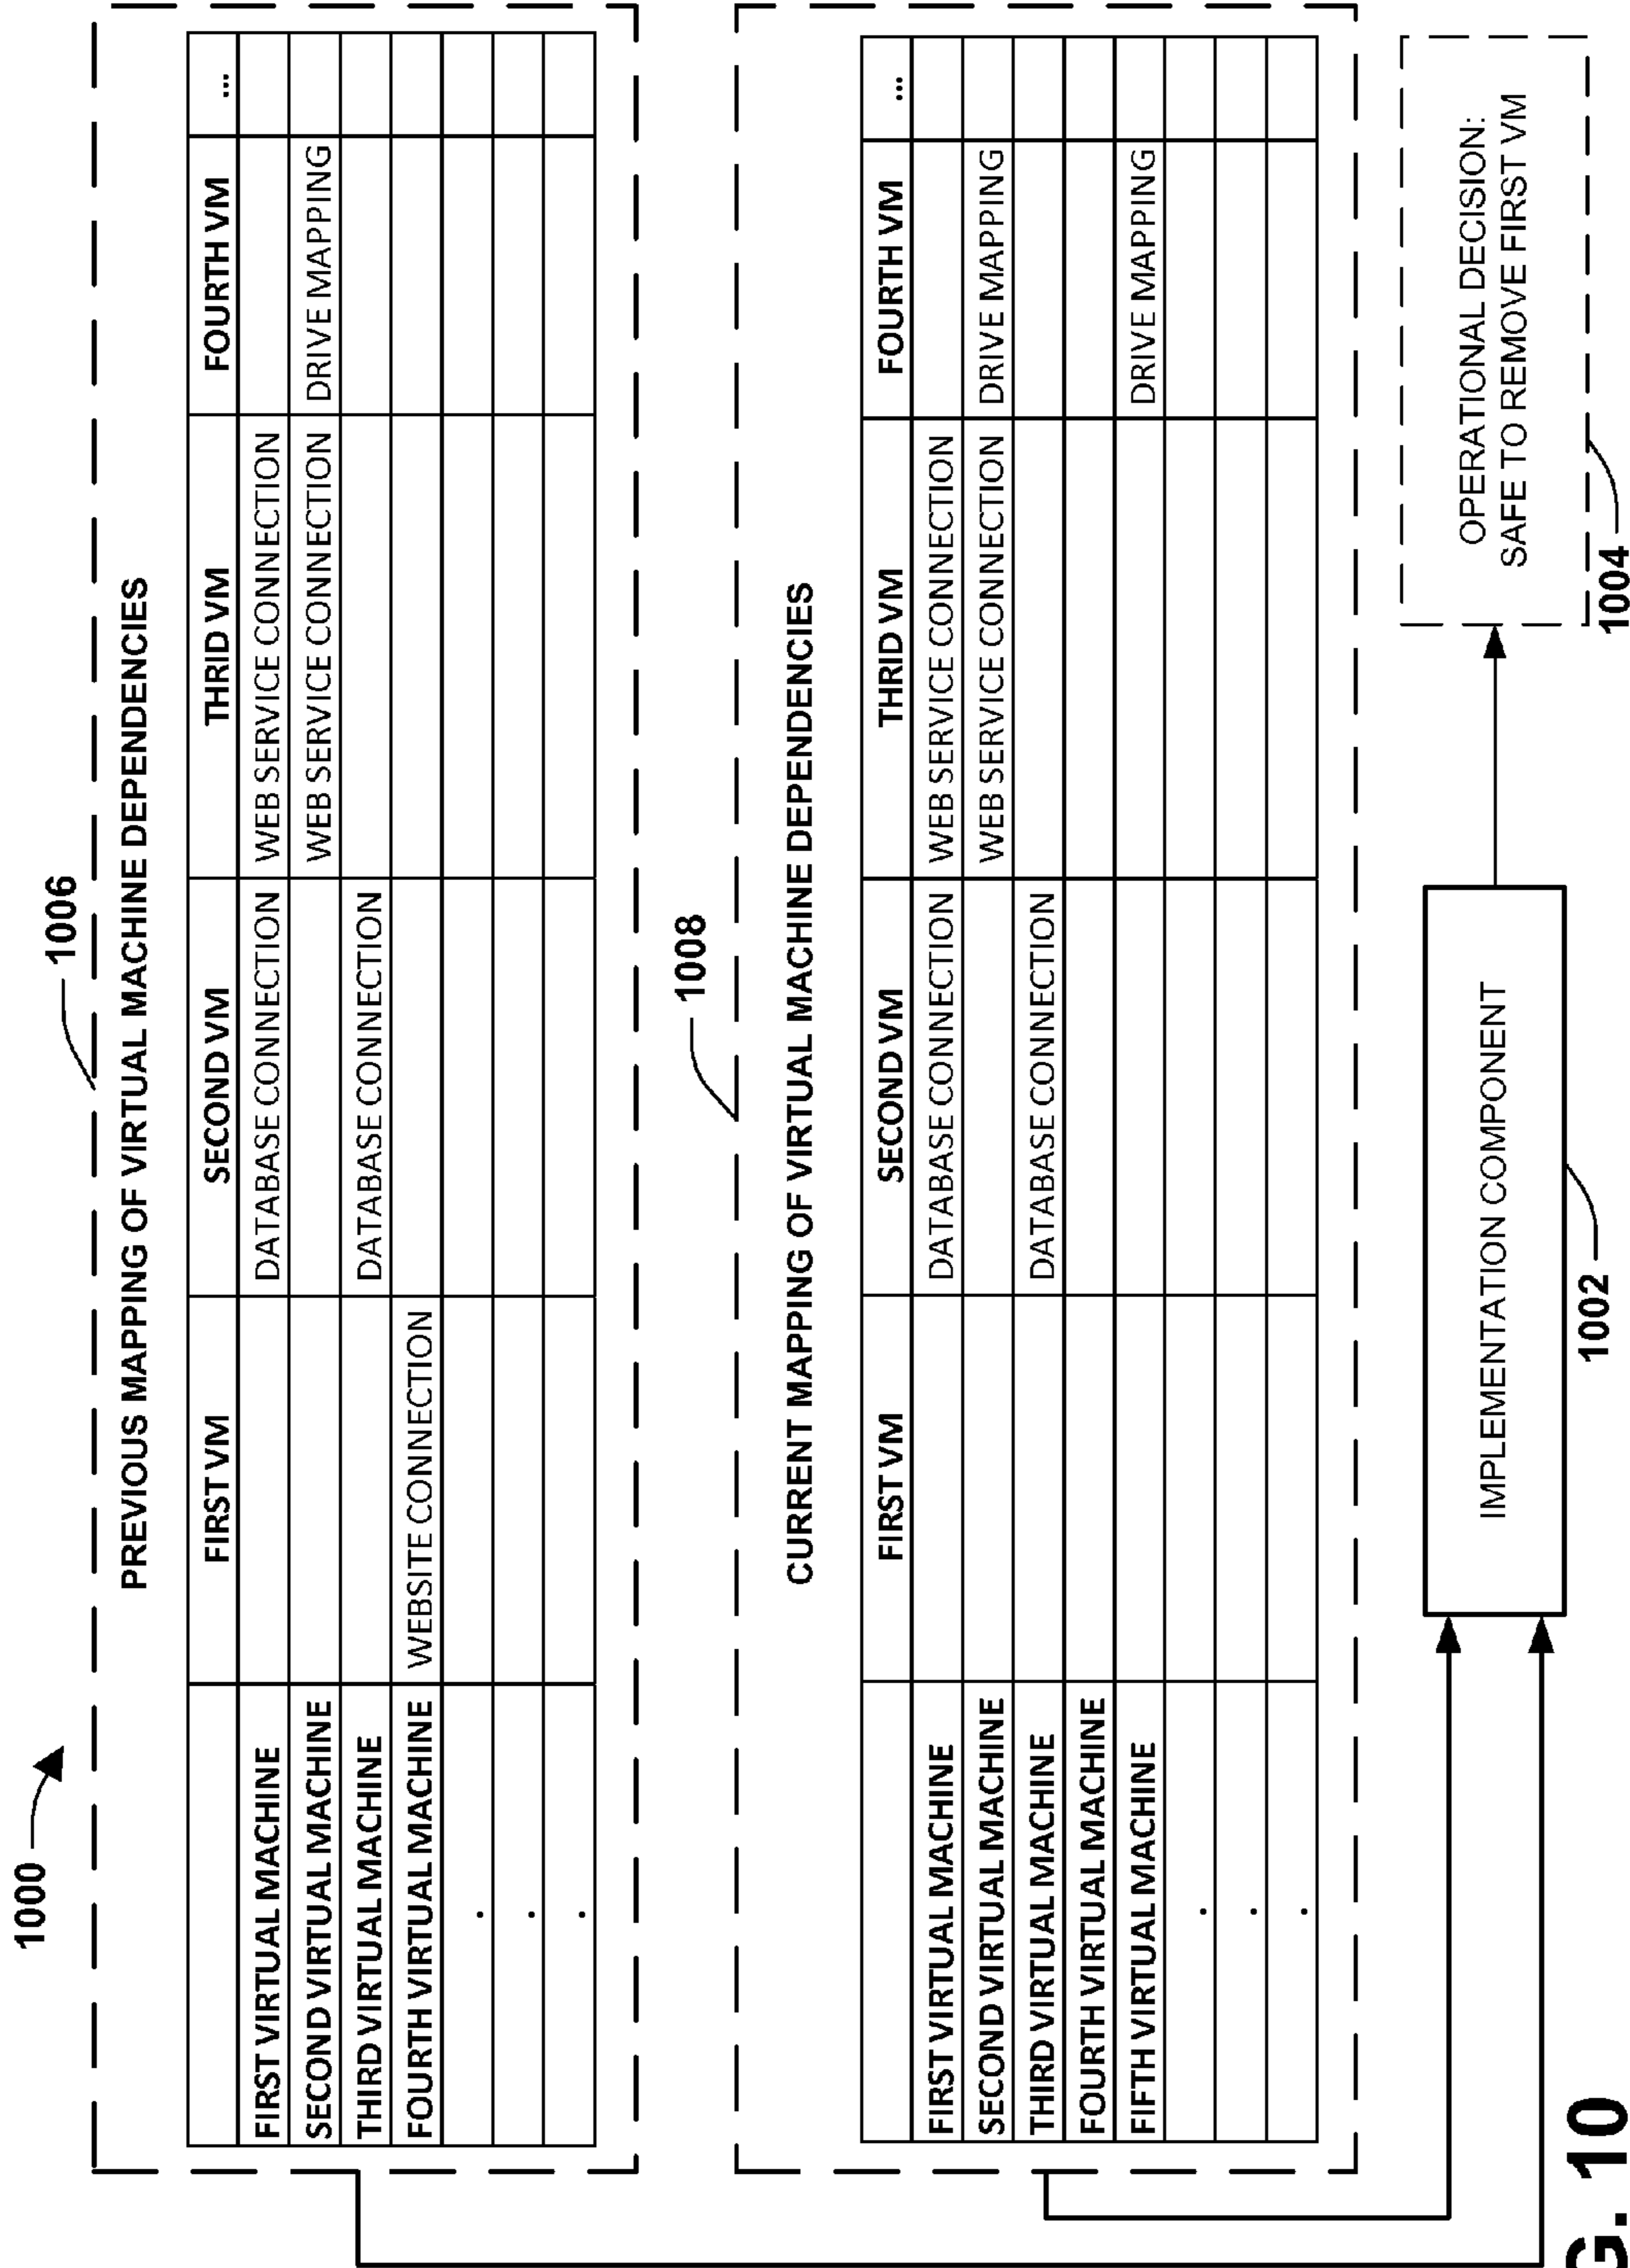 1000
1006
PREVIOUS MAPPING OF VIRTUAL MACHINE DEPENDENCIES
FIRST VM SECOND VM THRID VM FOURTH VM ...
FIRST VIRTUAL MACHINE DATABASE CONNECTION WEB SERVICE CONNECTION
SECOND VIRTUAL MACHINE WEB SERVICE CONNECTION DRIVE MAPPING
THIRD VIRTUAL MACHINE DATABASE CONNECTION
FOURTH VIRTUAL MACHINE WEBSITE CONNECTION
.
.
.
1008
CURRENT MAPPING OF VIRTUAL MACHINE DEPENDENCIES
FIRST VM SECOND VM THRID VM FOURTH VM ...
FIRST VIRTUAL MACHINE DATABASE CONNECTION WEB SERVICE CONNECTION
SECOND VIRTUAL MACHINE WEB SERVICE CONNECTION DRIVE MAPPING
THIRD VIRTUAL MACHINE DATABASE CONNECTION
FOURTH VIRTUAL MACHINE
FIFTH VIRTUAL MACHINE DRIVE MAPPING
.
.
.
IMPLEMENTATION COMPONENT
1002
OPERATIONAL DECISION:
SAFE TO REMOVE FIRST VM
1004
G. 10